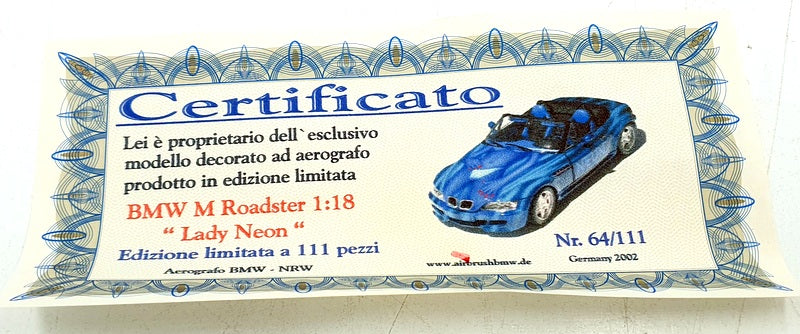 Certificato
Lei è proprietario dell`esclusivo
modello decorato ad aerografo
prodotto in edizione limitata
BMW M Roadster 1:18
“ Lady Neon “
Edizione limitata a 111 pezzi
Aerografo BMW - NRW
www.airbrushbmw.de
Nr. 64/111
Germany 2002